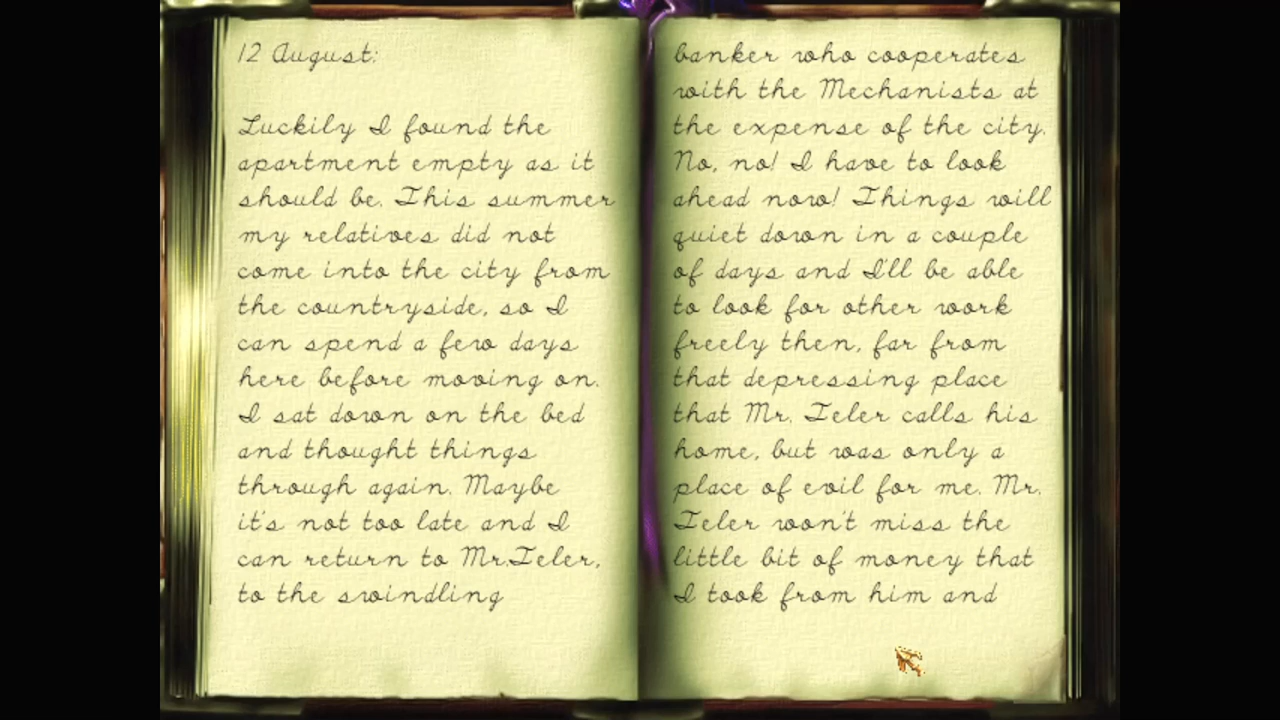 12 August:
Luckily I found the
apartment empty as it
should be. This summer
my relatives did not
come into the city from
the countryside, so I
can spend a few days
here before moving on.
I sat down on the bed
and thought things
through again. Maybe
it's not too late and I
can return to Mr.Teler,
to the swindling
banker who cooperates
with the Mechanists at
the expense of the city.
No, no! I have to look
ahead now! Things will
quiet down in a couple
of days and I'll be able
to look for other work
freely then, far from
that depressing place
that Mr. Teler calls his
home, but was only a
place of evil for me. Mr.
Teler won't miss the
little bit of money that
I took from him and